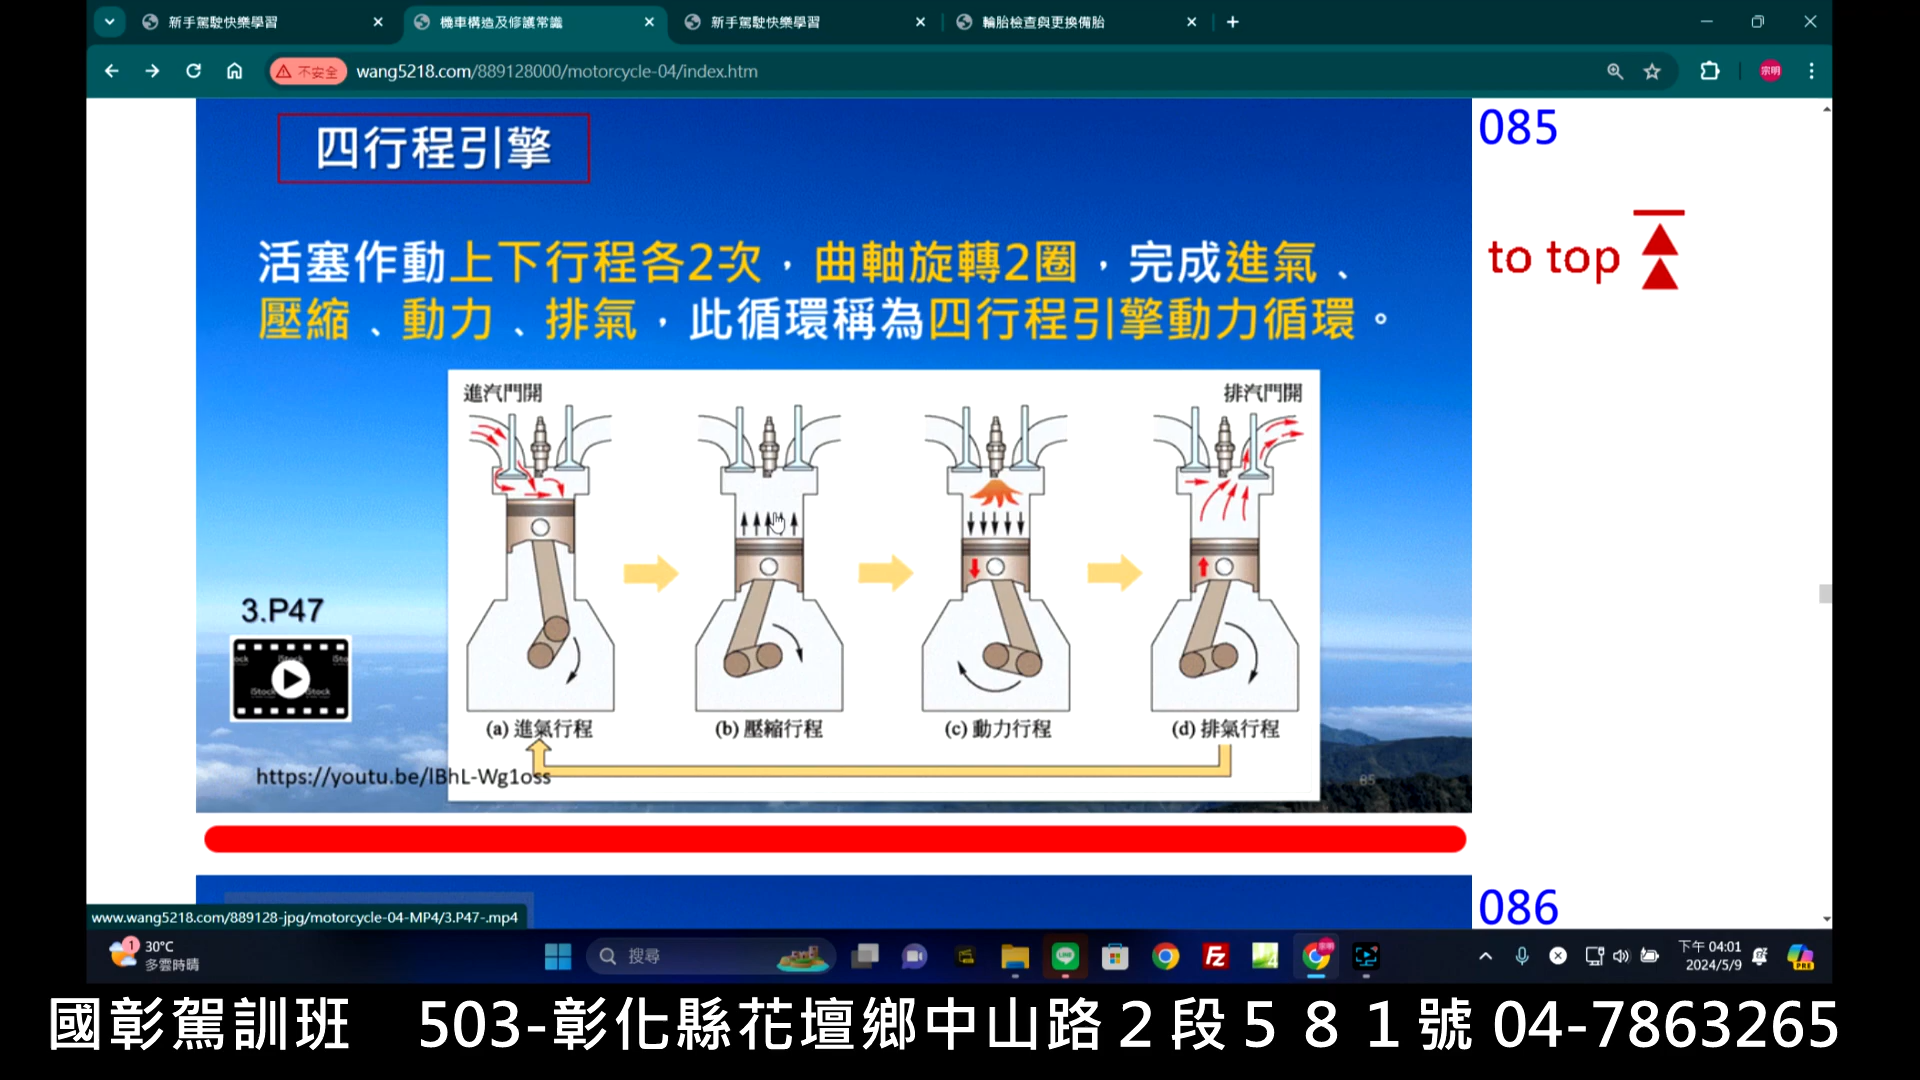 新手駕駛快樂學習
機車構造及修護常識
新手駕駛快樂學習
輪胎檢查與更換備胎
不安全
wang5218.com/889128000/motorcycle-04/index.htm
宗明
四行程引擎
085
to top
活塞作動上下行程各2次，曲軸旋轉2圈，完成進氣、
壓縮、動力、排氣，此循環稱為四行程引擎動力循環。
進汽門開
排汽門開
3.P47
iStock
(a) 進氣行程
(b) 壓縮行程
(c) 動力行程
(d) 排氣行程
https://youtu.be/lBhL-Wg1oss
85
086
www.wang5218.com/889128-jpg/motorcycle-04-MP4/3.P47-.mp4
1
30°C
多雲時晴
搜尋
下午 04:01
2024/5/9
國彰駕訓班 503-彰化縣花壇鄉中山路２段５８１號 04-7863265